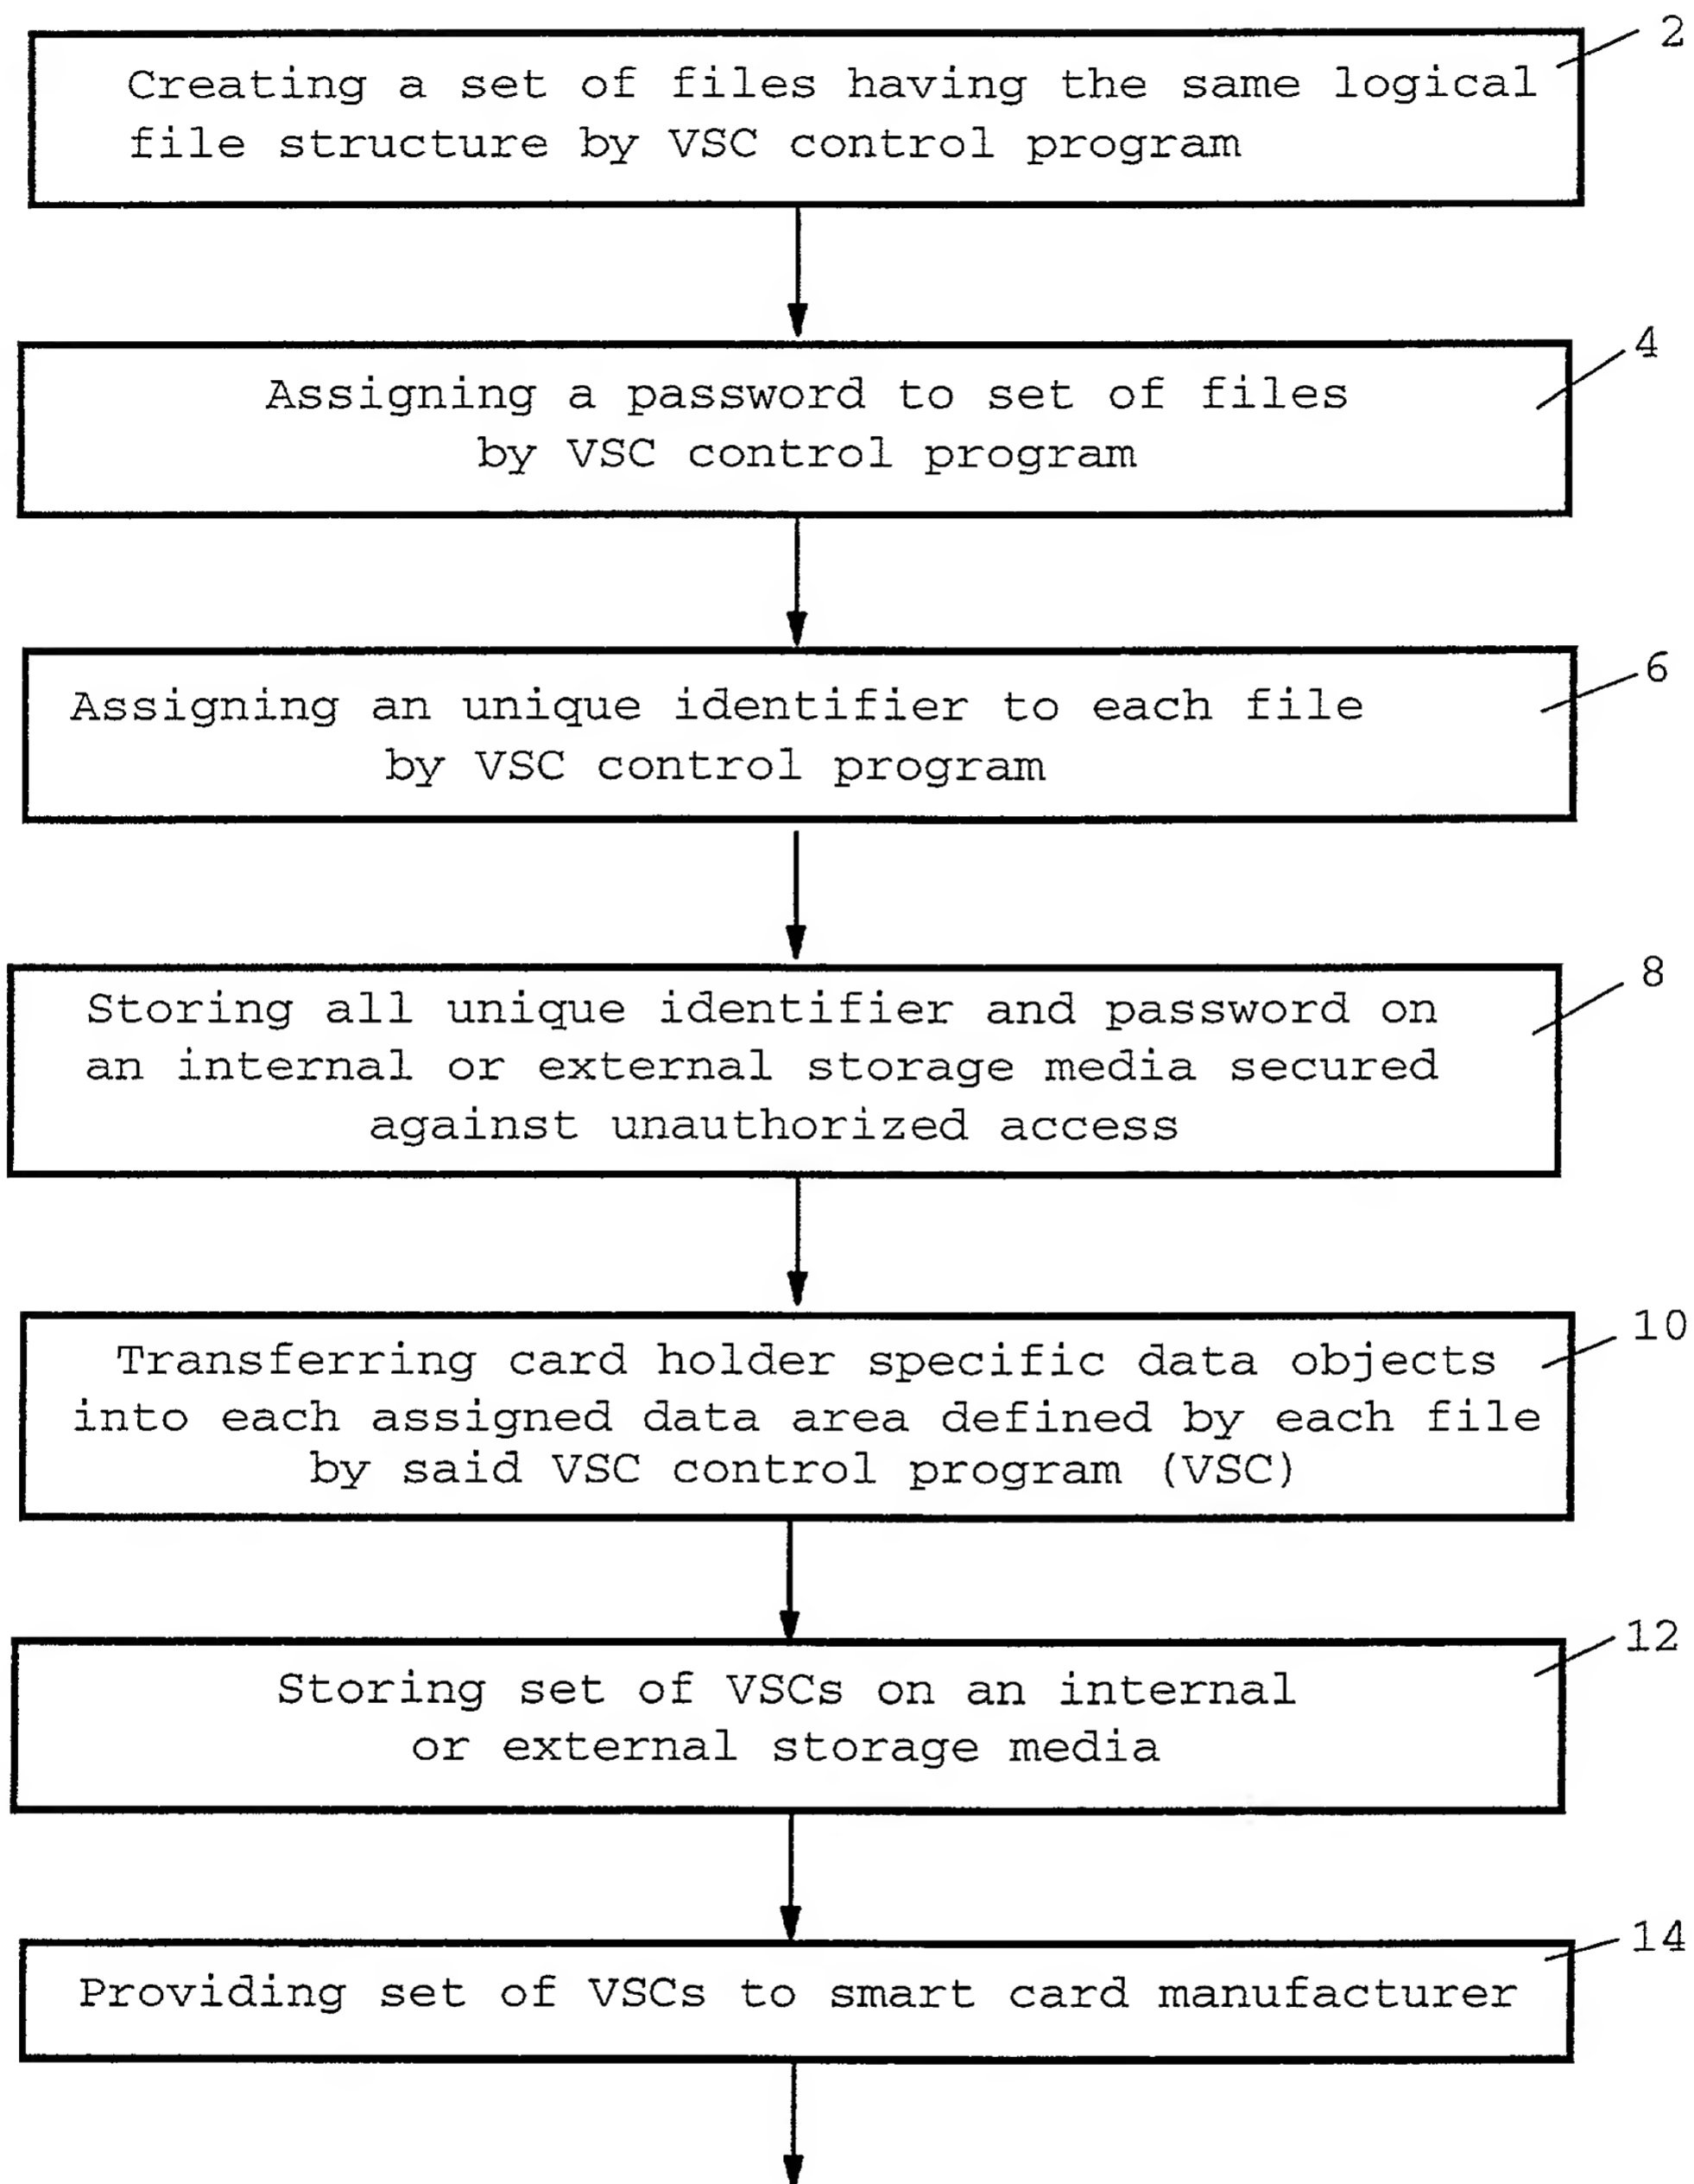 2
Creating a set of files having the same logical
file structure by VSC control program
4
Assigning a password to set of files
by VSC control program
6
Assigning an unique identifier to each file
by VSC control program
8
Storing all unique identifier and password on
an internal or external storage media secured
against unauthorized access
10
Transferring card holder specific data objects
into each assigned data area defined by each file
by said VSC control program (VSC)
12
Storing set of VSCs on an internal
or external storage media
14
Providing set of VSCs to smart card manufacturer